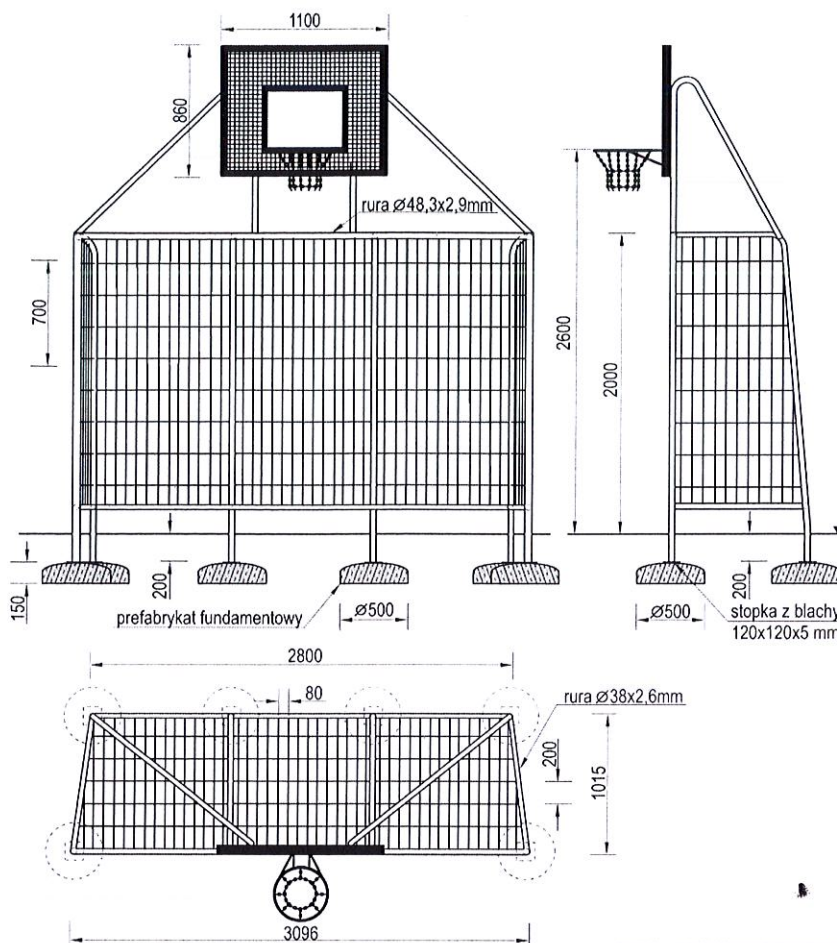 1100
860
rura Ø48,3x2,9mm
700
2600
2000
150
200
prefabrykat fundamentowy
Ø500
200
Ø500
stopka z blachy
120x120x5 mm
2800
80
rura Ø38x2,6mm
200
1015
3096